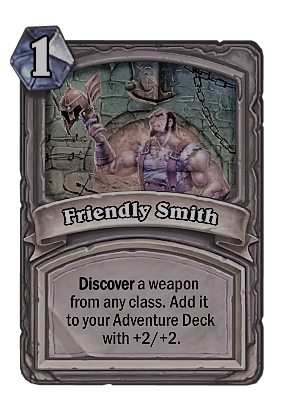 1
Friendly Smith
Discover a weapon
from any class. Add it
to your Adventure Deck
with +2/+2.